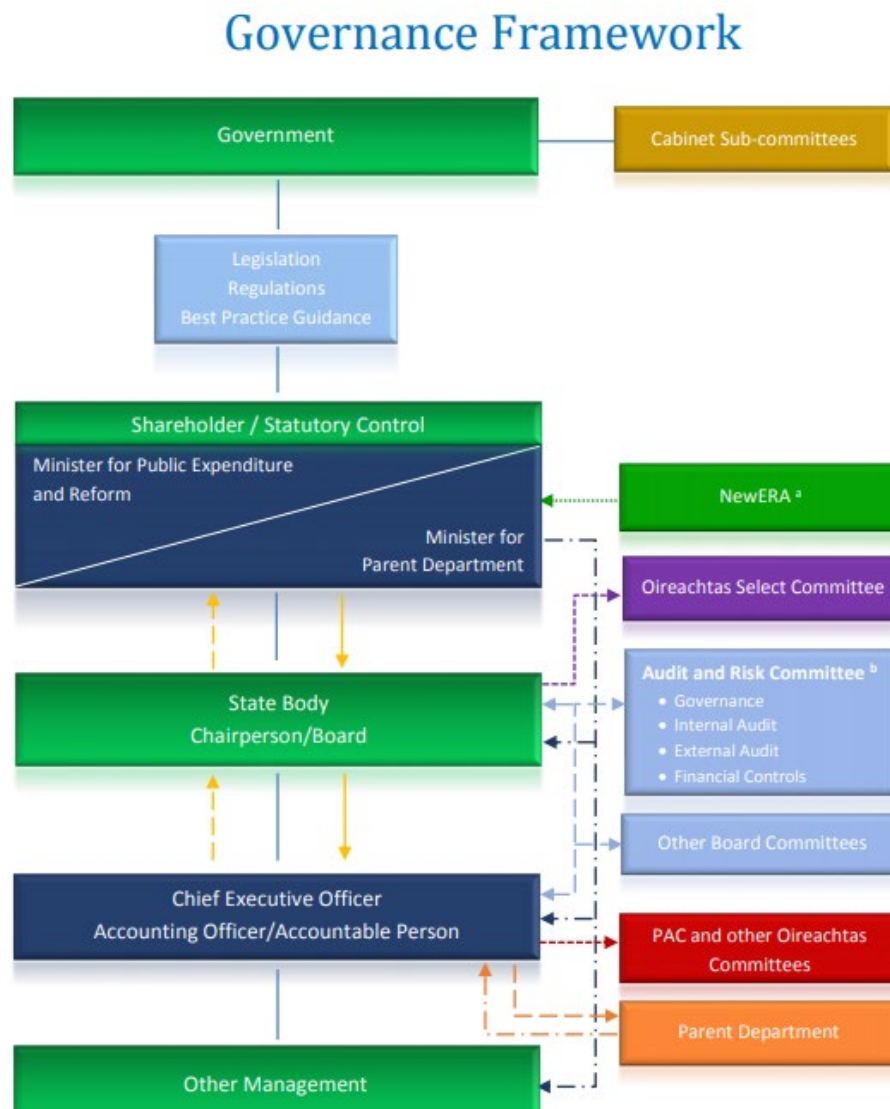 Governance Framework
Government
Cabinet Sub-committees
Legislation
Regulations
Best Practice Guidance
Shareholder / Statutory Control
Minister for Public Expenditure
and Reform
Minister for
Parent Department
NewERA ᵃ
Oireachtas Select Committee
State Body
Chairperson/Board
Audit and Risk Committee ᵇ
• Governance
• Internal Audit
• External Audit
• Financial Controls
Other Board Committees
Chief Executive Officer
Accounting Officer/Accountable Person
PAC and other Oireachtas
Committees
Parent Department
Other Management